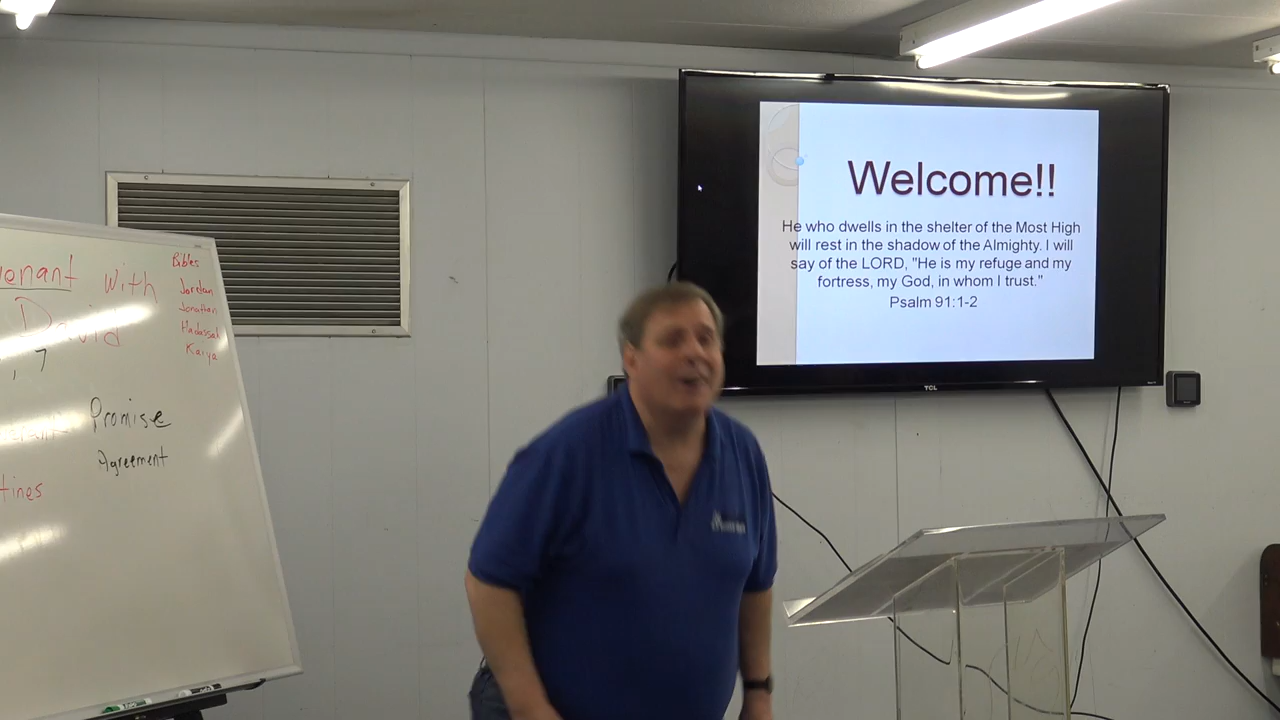 Welcome!!
He who dwells in the shelter of the Most High
will rest in the shadow of the Almighty. I will
say of the LORD, "He is my refuge and my
fortress, my God, in whom I trust."
Psalm 91:1-2
TCL
venant with
David
, 7
Promise
Agreement
tines
Bibles
Jordan
Jonathan
Hadassah
Kaiya